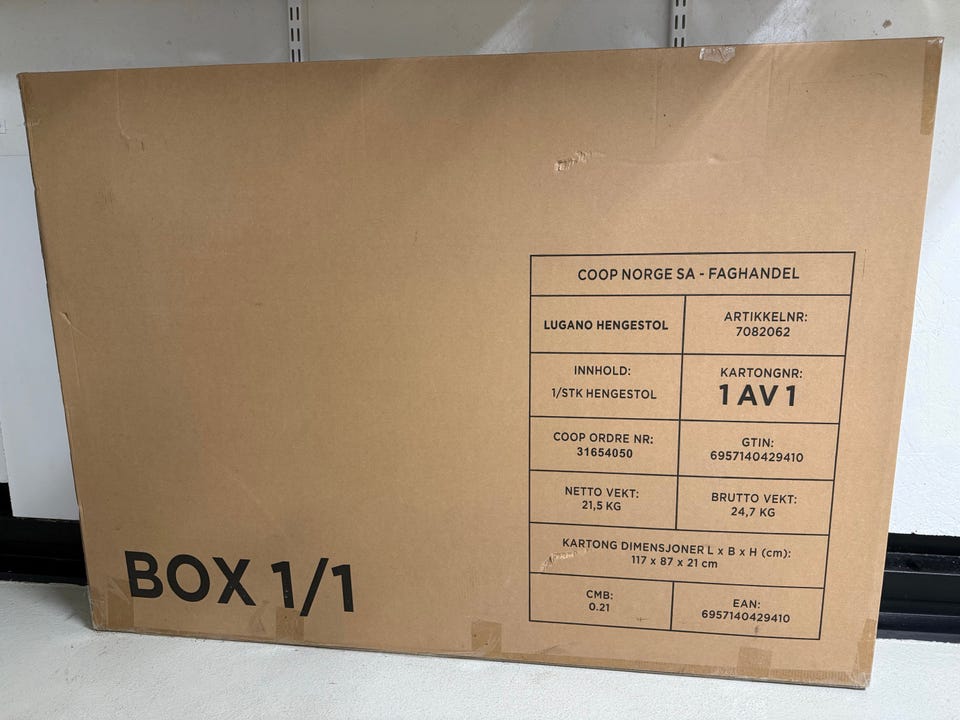 COOP NORGE SA - FAGHANDEL
LUGANO HENGESTOL
ARTIKKELNR:
7082062
INNHOLD:
1/STK HENGESTOL
KARTONGNR:
1 AV 1
COOP ORDRE NR:
31654050
GTIN:
6957140429410
NETTO VEKT:
21,5 KG
BRUTTO VEKT:
24,7 KG
KARTONG DIMENSJONER L x B x H (cm):
117 x 87 x 21 cm
CMB:
0.21
EAN:
6957140429410
BOX 1/1